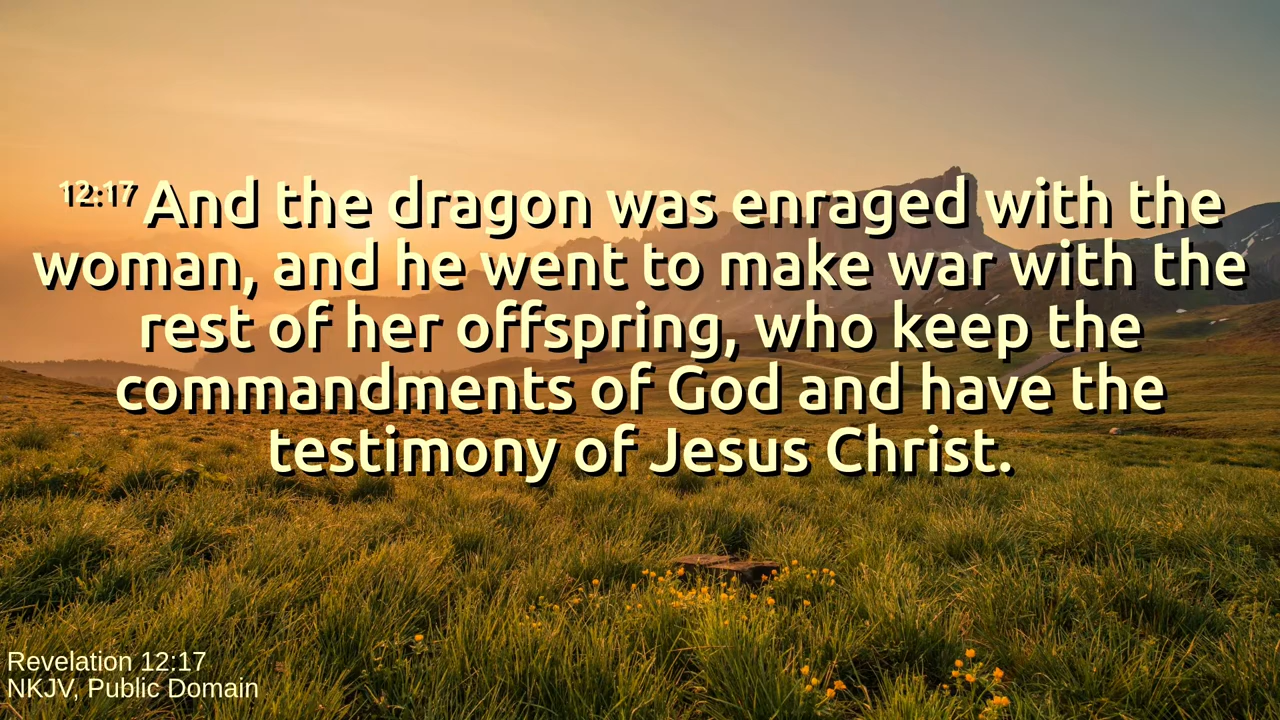 12:17 And the dragon was enraged with the
woman, and he went to make war with the
rest of her offspring, who keep the
commandments of God and have the
testimony of Jesus Christ.
Revelation 12:17
NKJV, Public Domain